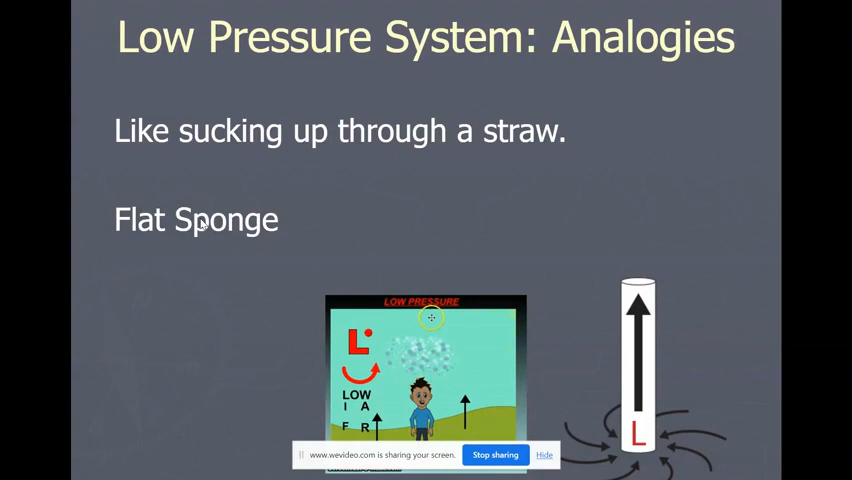 Low Pressure System: Analogies
Like sucking up through a straw.
Flat Sponge
LOW PRESSURE
L
LOW
I A
F R
L
www.wevideo.com is sharing your screen.
Stop sharing
Hide